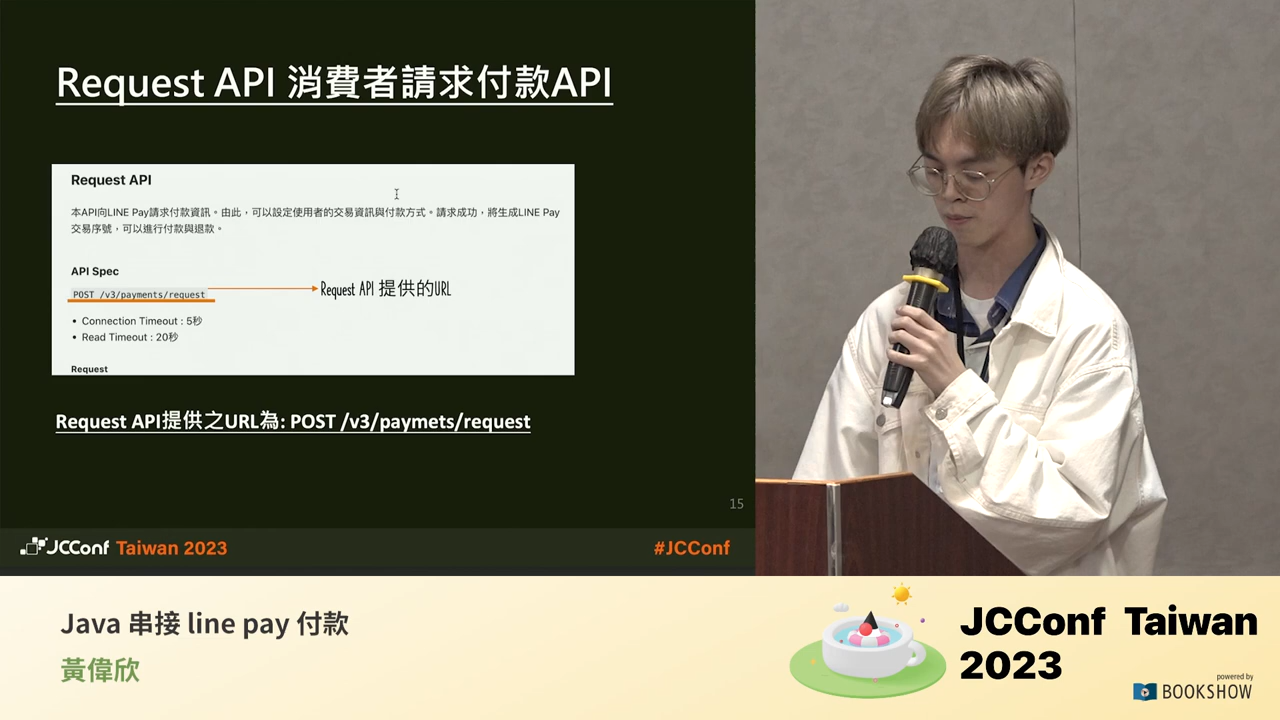 Request API 消費者請求付款API
Request API
本API向LINE Pay請求付款資訊。由此，可以設定使用者的交易資訊與付款方式。請求成功，將生成LINE Pay
交易序號，可以進行付款與退款。
API Spec
POST /v3/payments/request
Request API 提供的URL
• Connection Timeout : 5秒
• Read Timeout : 20秒
Request
Request API提供之URL為: POST /v3/paymets/request
15
JCConf Taiwan 2023
#JCConf
Java 串接 line pay 付款
黃偉欣
JCConf Taiwan
2023
powered by
BOOKSHOW